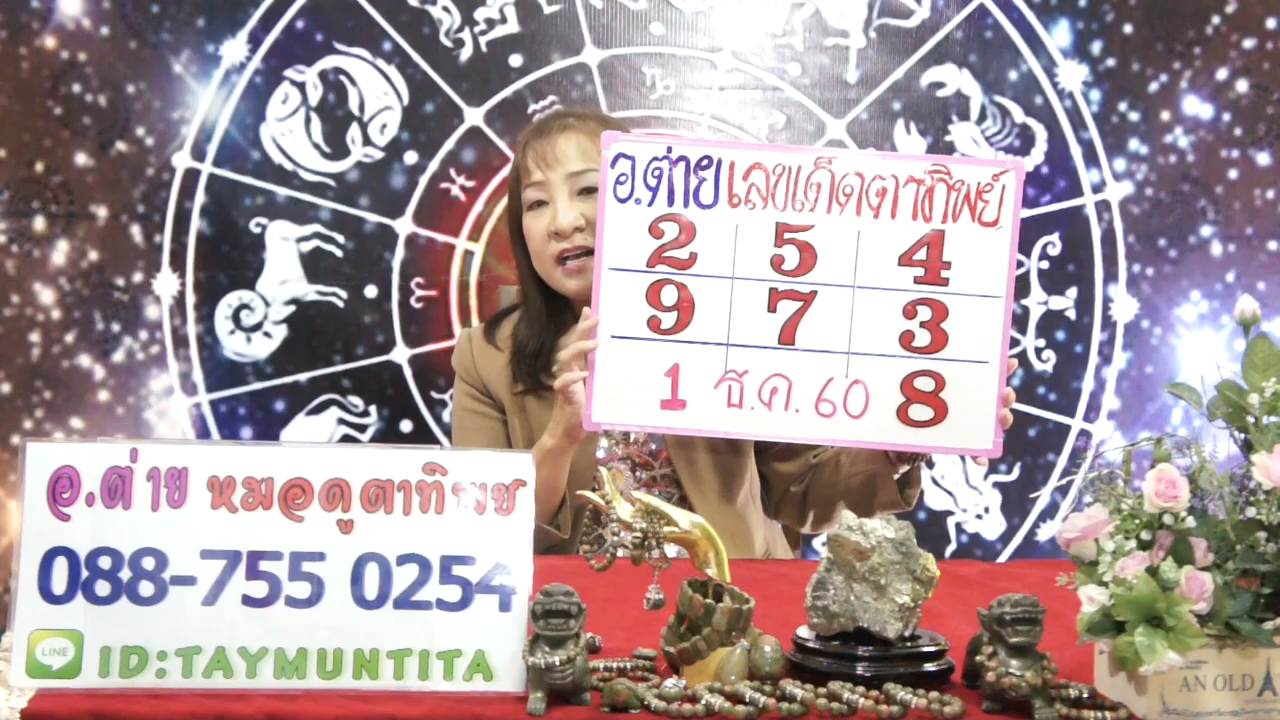 อ.ต่าย เลขเด็ดตาทิพย์
2 5 4
9 7 3
1 ธ.ค. 60 8
อ.ต่าย หมอดูตาทิพย์
088-755 0254
LINE ID:TAYMUNTITA
AN OLD